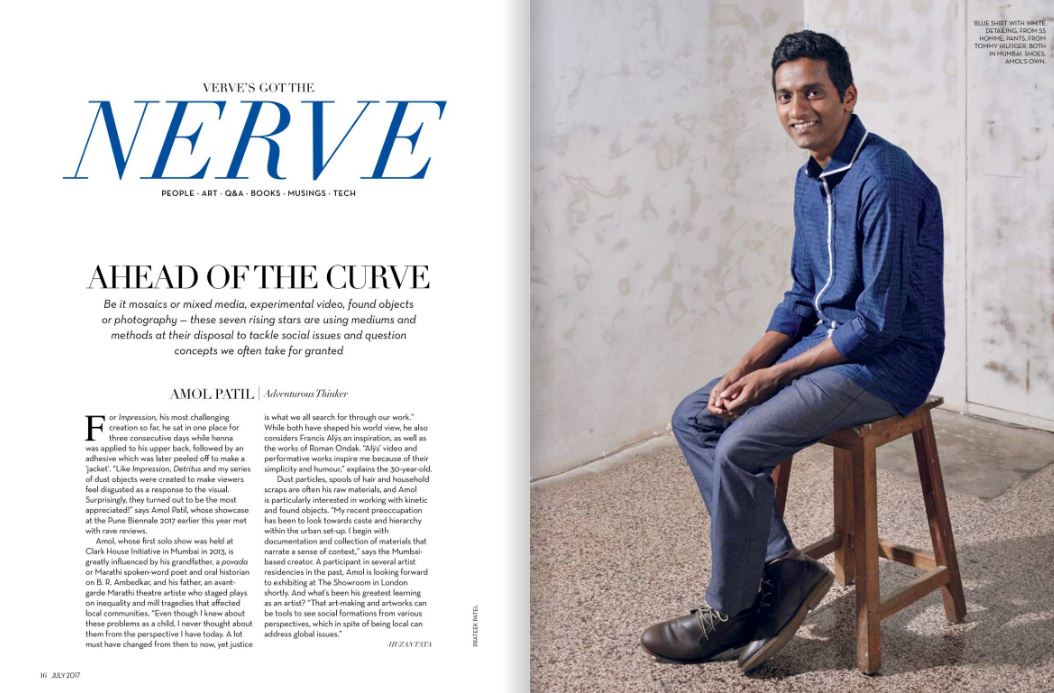 VERVE'S GOT THE
NERVE
PEOPLE · ART · Q&A · BOOKS · MUSINGS · TECH
AHEAD OF THE CURVE
Be it mosaics or mixed media, experimental video, found objects
or photography — these seven rising stars are using mediums and
methods at their disposal to tackle social issues and question
concepts we often take for granted
AMOL PATIL | Adventurous Thinker
For Impression, his most challenging
creation so far, he sat in one place for
three consecutive days while henna
was applied to his upper back, followed by an
adhesive which was later peeled off to make a
'jacket'. "Like Impression, Detritus and my series
of dust objects were created to make viewers
feel disgusted as a response to the visual.
Surprisingly, they turned out to be the most
appreciated!" says Amol Patil, whose showcase
at the Pune Biennale 2017 earlier this year met
with rave reviews.
Amol, whose first solo show was held at
Clark House Initiative in Mumbai in 2013, is
greatly influenced by his grandfather, a povada
or Marathi spoken-word poet and oral historian
on B. R. Ambedkar, and his father, an avant-
garde Marathi theatre artiste who staged plays
on inequality and mill tragedies that affected
local communities. "Even though I knew about
these problems as a child, I never thought about
them from the perspective I have today. A lot
must have changed from then to now, yet justice
is what we all search for through our work."
While both have shaped his world view, he also
considers Francis Alÿs an inspiration, as well as
the works of Roman Ondak. "Alÿs' video and
performative works inspire me because of their
simplicity and humour," explains the 30-year-old.
Dust particles, spools of hair and household
scraps are often his raw materials, and Amol
is particularly interested in working with kinetic
and found objects. "My recent preoccupation
has been to look towards caste and hierarchy
within the urban set-up. I begin with
documentation and collection of materials that
narrate a sense of context," says the Mumbai-
based creator. A participant in several artist
residencies in the past, Amol is looking forward
to exhibiting at The Showroom in London
shortly. And what's been his greatest learning
as an artist? "That art-making and artworks can
be tools to see social formations from various
perspectives, which in spite of being local can
address global issues."
-HUZAN TATA
PRATEEK PATEL
16 JULY 2017
BLUE SHIRT WITH WHITE
DETAILING, FROM SS
HOMME; PANTS, FROM
TOMMY HILFIGER, BOTH
IN MUMBAI. SHOES,
AMOL'S OWN.